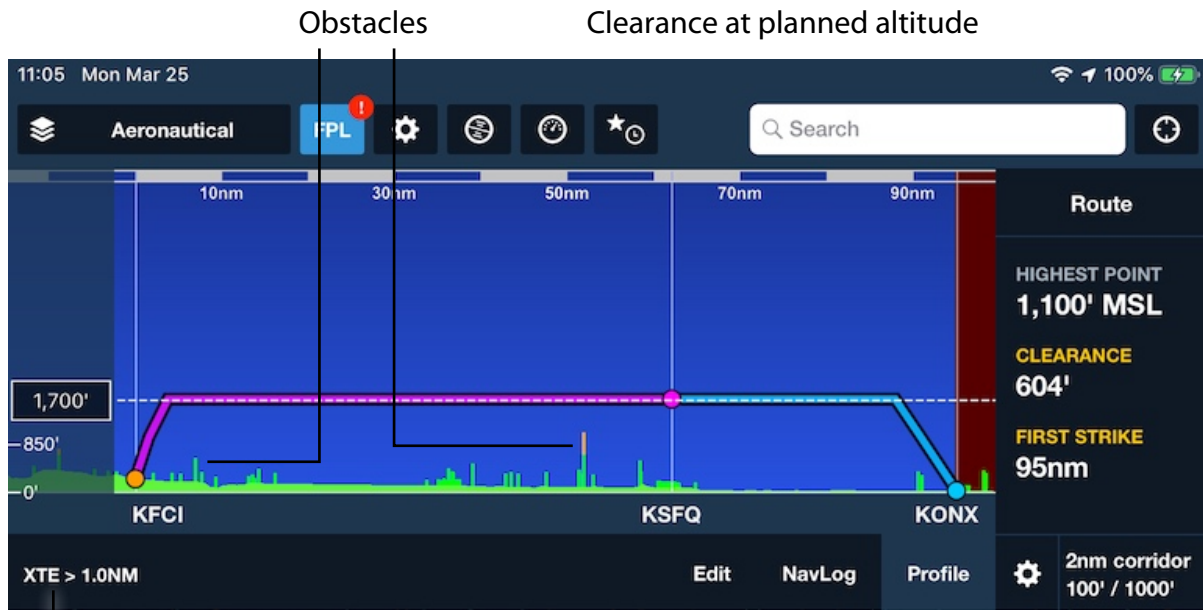 Obstacles Clearance at planned altitude
11:05 Mon Mar 25 100%
Aeronautical FPL ! Search
10nm 30nm 50nm 70nm 90nm
Route
HIGHEST POINT
1,100' MSL
CLEARANCE
604'
1,700'
850'
FIRST STRIKE
95nm
0'
KFCI KSFQ KONX
XTE > 1.0NM Edit NavLog Profile
2nm corridor
100' / 1000'